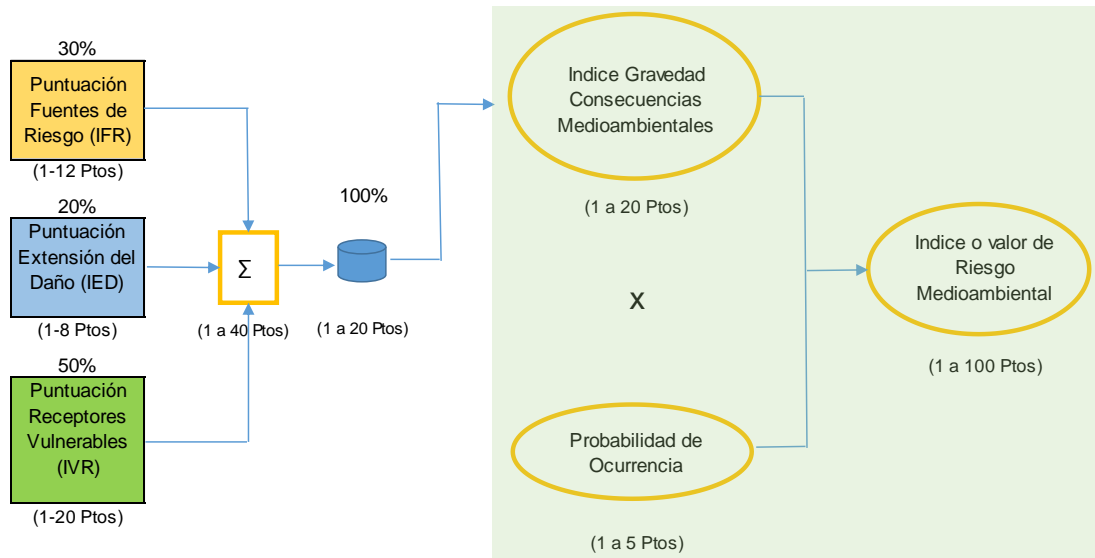 30%
Puntuación
Fuentes de
Riesgo (IFR)
(1-12 Ptos)
20%
Puntuación
Extensión del
Daño (IED)
(1-8 Ptos)
50%
Puntuación
Receptores
Vulnerables
(IVR)
(1-20 Ptos)
Σ
(1 a 40 Ptos)
100%
(1 a 20 Ptos)
Indice Gravedad
Consecuencias
Medioambientales
(1 a 20 Ptos)
X
Probabilidad de
Ocurrencia
(1 a 5 Ptos)
Indice o valor de
Riesgo
Medioambiental
(1 a 100 Ptos)